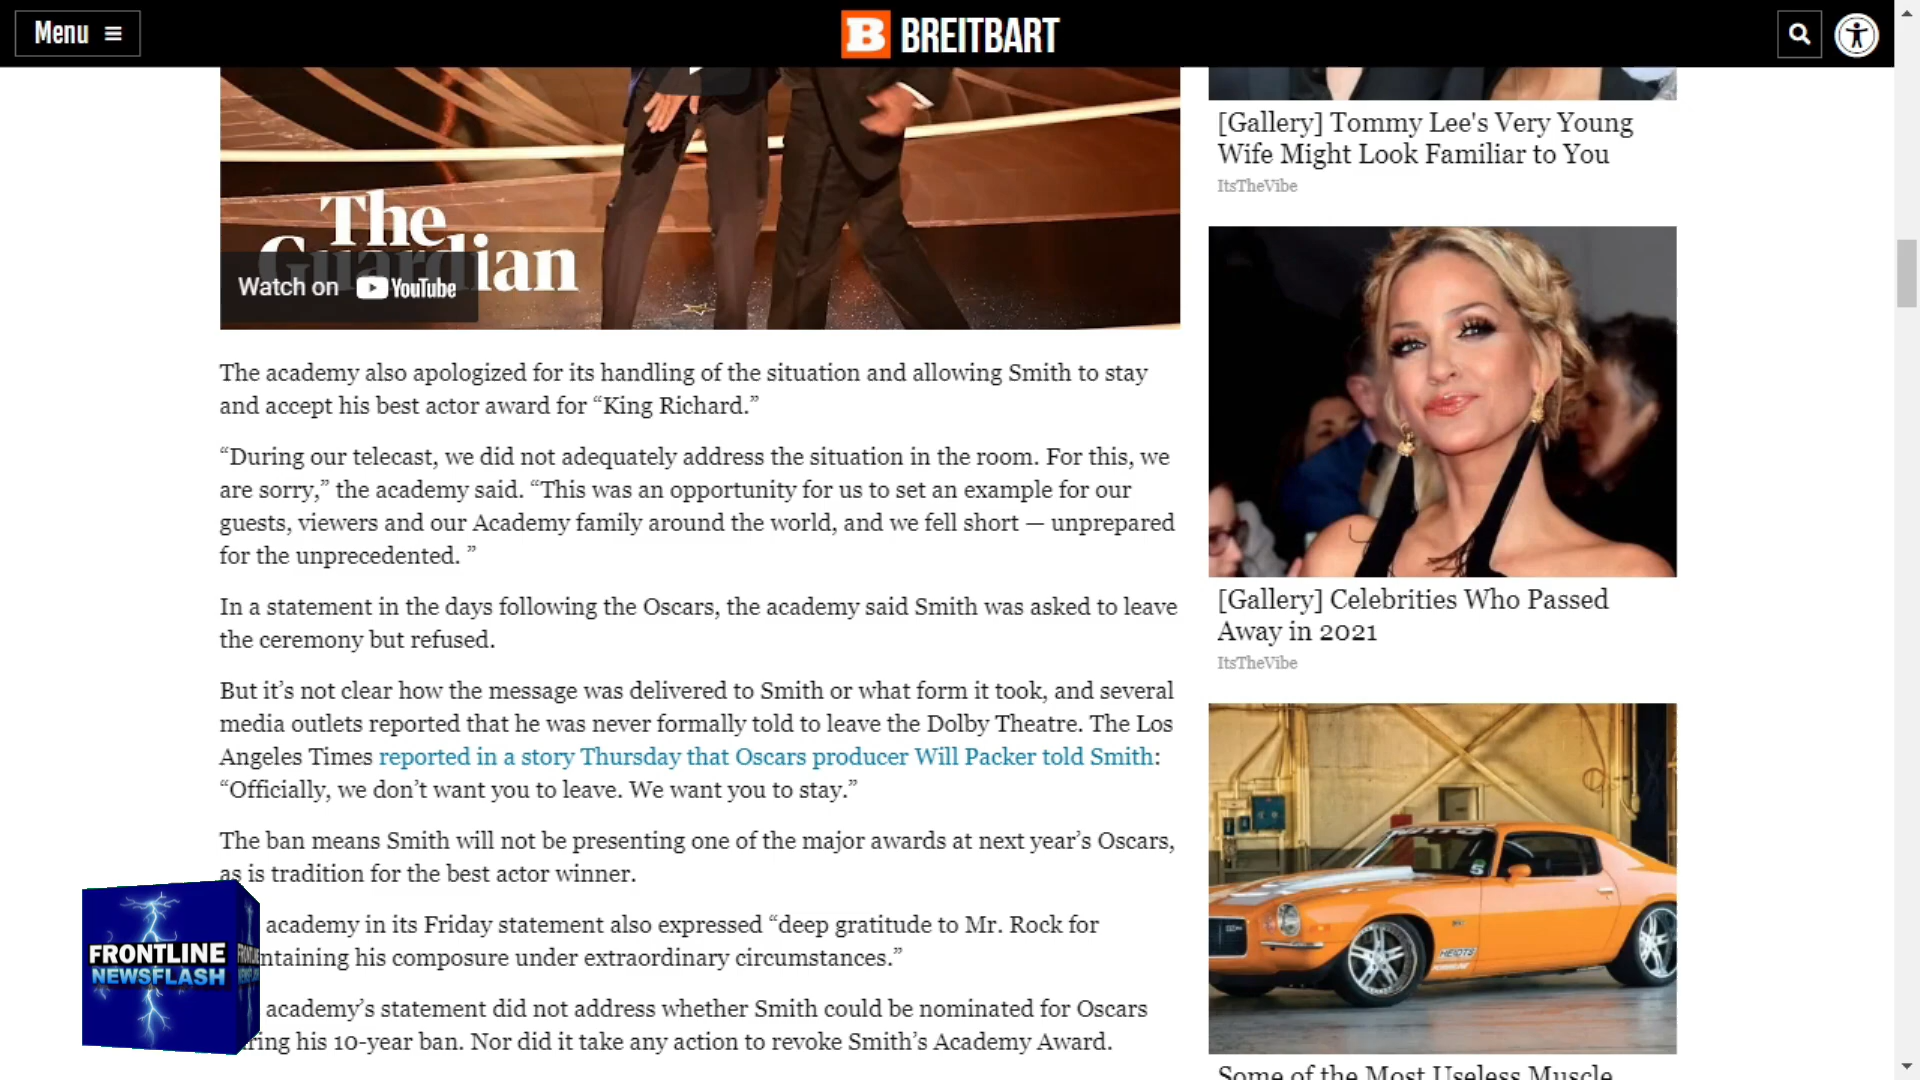 Menu
BREITBART
The
Guardian
Watch on YouTube
The academy also apologized for its handling of the situation and allowing Smith to stay
and accept his best actor award for “King Richard.”
“During our telecast, we did not adequately address the situation in the room. For this, we
are sorry,” the academy said. “This was an opportunity for us to set an example for our
guests, viewers and our Academy family around the world, and we fell short — unprepared
for the unprecedented. ”
In a statement in the days following the Oscars, the academy said Smith was asked to leave
the ceremony but refused.
But it’s not clear how the message was delivered to Smith or what form it took, and several
media outlets reported that he was never formally told to leave the Dolby Theatre. The Los
Angeles Times reported in a story Thursday that Oscars producer Will Packer told Smith:
“Officially, we don’t want you to leave. We want you to stay.”
The ban means Smith will not be presenting one of the major awards at next year’s Oscars,
as is tradition for the best actor winner.
academy in its Friday statement also expressed “deep gratitude to Mr. Rock for
ntaining his composure under extraordinary circumstances.”
academy’s statement did not address whether Smith could be nominated for Oscars
ring his 10-year ban. Nor did it take any action to revoke Smith’s Academy Award.
FRONTLINE
NEWSFLASH
[Gallery] Tommy Lee's Very Young
Wife Might Look Familiar to You
ItsTheVibe
[Gallery] Celebrities Who Passed
Away in 2021
ItsTheVibe
HEIDTS
Some of the Most Useless Muscle